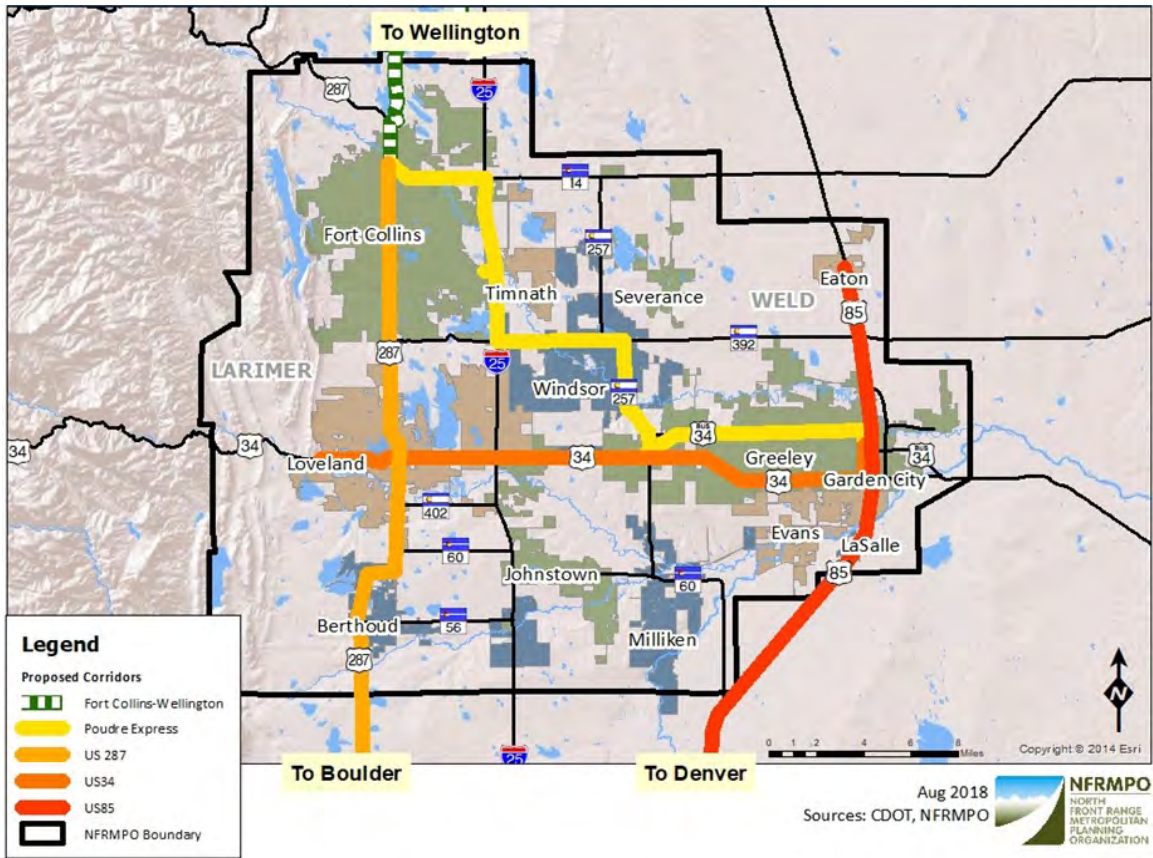 To Wellington
287
25
14
Fort Collins
257
Eaton
Timnath
Severance
WELD
85
287
25
392
LARIMER
Windsor
257
34
34
BUS
34
Loveland
34
Greeley
34
BUS
34
Garden City
402
Evans
LaSalle
60
Johnstown
60
85
Berthoud
56
Milliken
287
N
Legend
Proposed Corridors
Fort Collins-Wellington
Poudre Express
US 287
US34
US85
NFRMPO Boundary
To Boulder
25
To Denver
0 2 4 6 8
Miles
Copyright © 2014 Esri
Aug 2018
Sources: CDOT, NFRMPO
NFRMPO
NORTH
FRONT RANGE
METROPOLITAN
PLANNING
ORGANIZATION